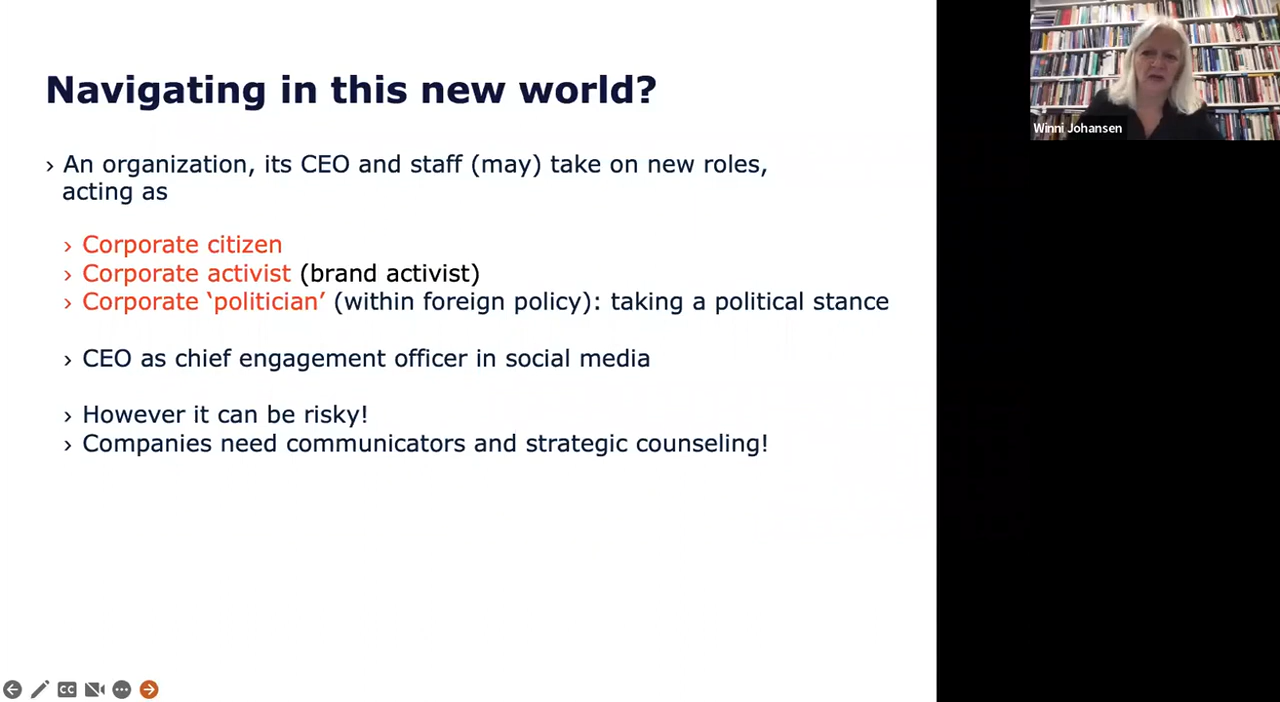 Navigating in this new world?
› An organization, its CEO and staff (may) take on new roles,
acting as
› Corporate citizen
› Corporate activist (brand activist)
› Corporate ‘politician’ (within foreign policy): taking a political stance
› CEO as chief engagement officer in social media
› However it can be risky!
› Companies need communicators and strategic counseling!
Winni Johansen
CC